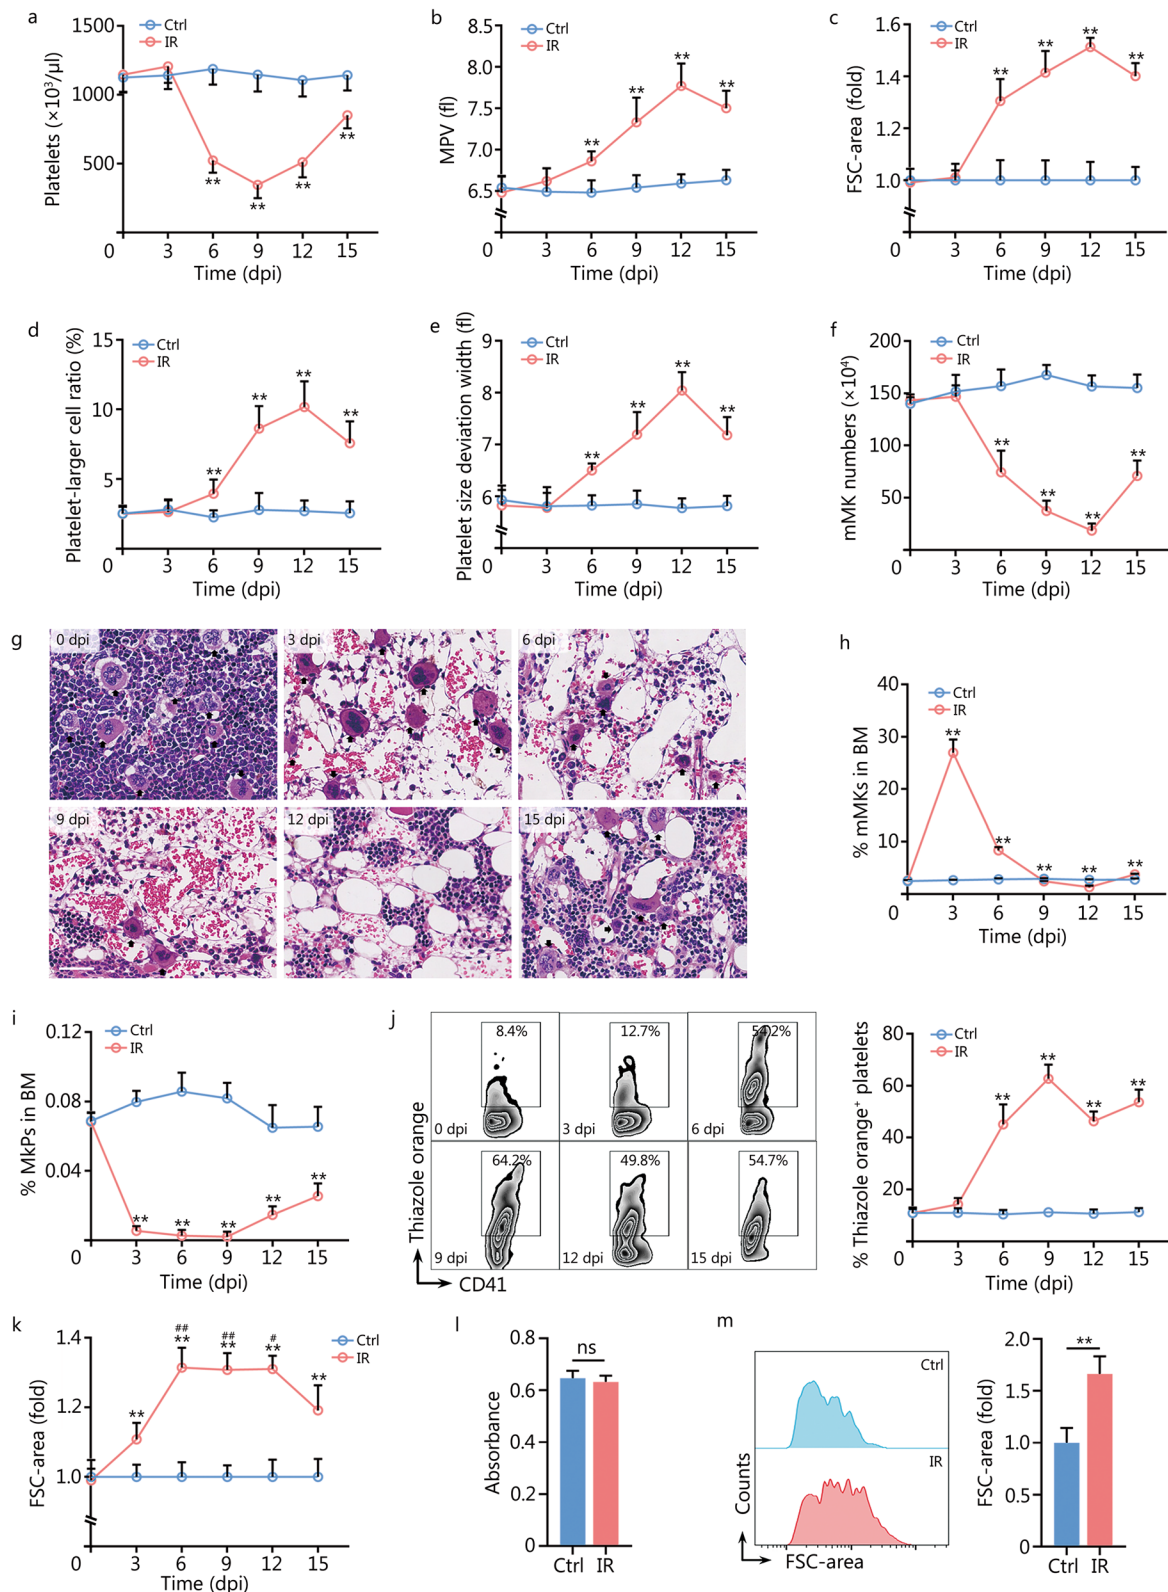 a
Ctrl
IR
Platelets (×10³/μl)
1500
1000
500
0
3
6
9
12
15
Time (dpi)
**
**
**
**
b
Ctrl
IR
MPV (fl)
8.5
8.0
7.5
7.0
6.5
0
3
6
9
12
15
Time (dpi)
**
**
**
**
c
Ctrl
IR
FSC-area (fold)
1.6
1.4
1.2
1.0
0
3
6
9
12
15
Time (dpi)
**
**
**
**
d
Ctrl
IR
Platelet-larger cell ratio (%)
15
10
5
0
3
6
9
12
15
Time (dpi)
**
**
**
**
e
Ctrl
IR
Platelet size deviation width (fl)
9
8
7
6
0
3
6
9
12
15
Time (dpi)
**
**
**
**
f
Ctrl
IR
mMK numbers (×10⁴)
200
150
100
50
0
3
6
9
12
15
Time (dpi)
**
**
**
**
g
0 dpi
3 dpi
6 dpi
9 dpi
12 dpi
15 dpi
h
Ctrl
IR
% mMKs in BM
40
30
20
10
0
3
6
9
12
15
Time (dpi)
**
**
**
**
**
i
Ctrl
IR
% MkPs in BM
0.12
0.08
0.04
0
3
6
9
12
15
Time (dpi)
**
**
**
**
**
j
8.4%
0 dpi
12.7%
3 dpi
54.2%
6 dpi
64.2%
9 dpi
49.8%
12 dpi
54.7%
15 dpi
Thiazole orange
CD41
Ctrl
IR
% Thiazole orange⁺ platelets
80
60
40
20
0
3
6
9
12
15
Time (dpi)
**
**
**
**
k
Ctrl
IR
FSC-area (fold)
1.4
1.2
1.0
0
3
6
9
12
15
Time (dpi)
**
##
**
##
**
#
**
**
l
Absorbance
0.8
0.6
0.4
0.2
0
ns
Ctrl
IR
m
Ctrl
IR
Counts
FSC-area
FSC-area (fold)
2.0
1.5
1.0
0.5
0
**
Ctrl
IR